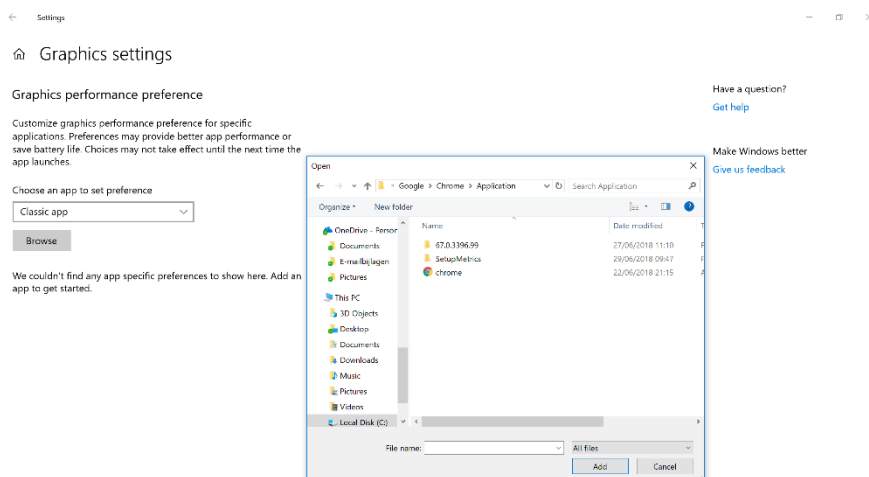 Settings
Graphics settings
Graphics performance preference
Customize graphics performance preference for specific
applications. Preferences may provide better app performance or
save battery life. Choices may not take effect until the next time the
app launches.
Choose an app to set preference
Classic app
Browse
We couldn't find any app specific preferences to show here. Add an
app to get started.
Have a question?
Get help
Make Windows better
Give us feedback
Open
Google > Chrome > Application
Search Application
Organize
New folder
Name
Date modified
OneDrive - Person
Documents
E-mailbijlagen
Pictures
This PC
3D Objects
Desktop
Documents
Downloads
Music
Pictures
Videos
Local Disk (C:)
67.0.3396.99 27/06/2018 11:10
SetupMetrics 29/06/2018 09:47
chrome 22/06/2018 21:15
File name:
All files
Add
Cancel